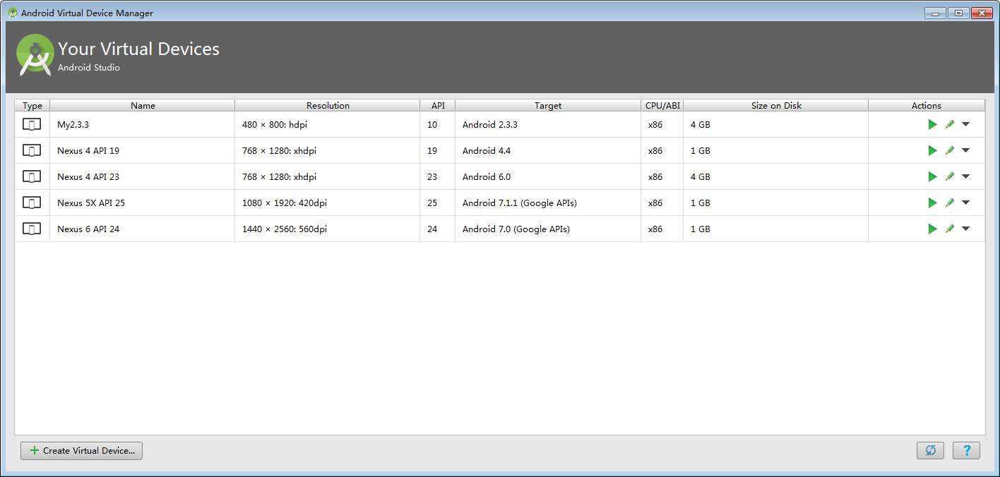 Android Virtual Device Manager
Your Virtual Devices
Android Studio
Type Name Resolution API Target CPU/ABI Size on Disk Actions
My2.3.3 480 × 800: hdpi 10 Android 2.3.3 x86 4 GB
Nexus 4 API 19 768 × 1280: xhdpi 19 Android 4.4 x86 1 GB
Nexus 4 API 23 768 × 1280: xhdpi 23 Android 6.0 x86 4 GB
Nexus 5X API 25 1080 × 1920: 420dpi 25 Android 7.1.1 (Google APIs) x86 1 GB
Nexus 6 API 24 1440 × 2560: 560dpi 24 Android 7.0 (Google APIs) x86 1 GB
Create Virtual Device... ?